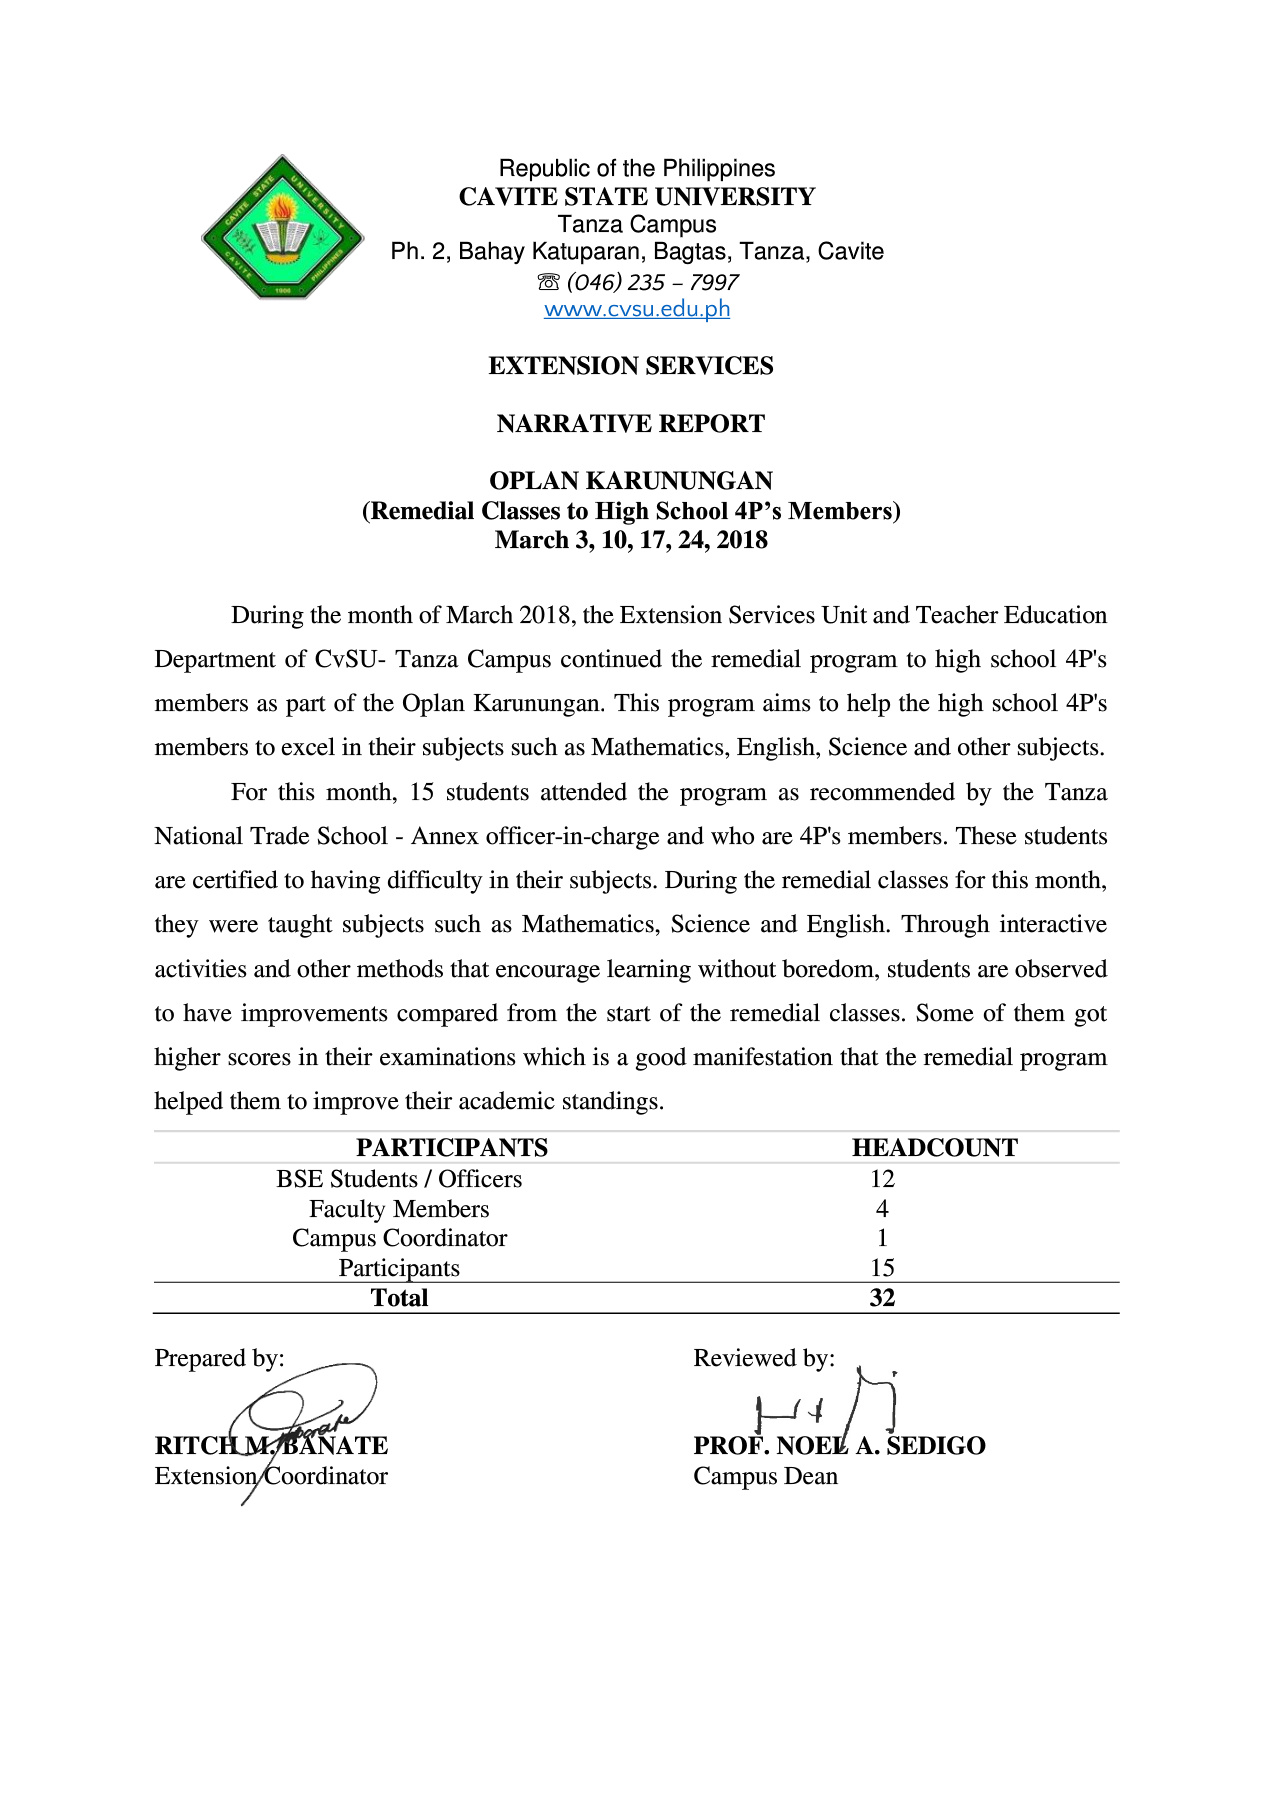 Republic of the Philippines
CAVITE STATE UNIVERSITY
Tanza Campus
Ph. 2, Bahay Katuparan, Bagtas, Tanza, Cavite
☏ (046) 235 – 7997
www.cvsu.edu.ph
CAVITE STATE UNIVERSITY
CAVITE PHILIPPINES
1906
EXTENSION SERVICES
NARRATIVE REPORT
OPLAN KARUNUNGAN
(Remedial Classes to High School 4P’s Members)
March 3, 10, 17, 24, 2018
During the month of March 2018, the Extension Services Unit and Teacher Education
Department of CvSU- Tanza Campus continued the remedial program to high school 4P's
members as part of the Oplan Karunungan. This program aims to help the high school 4P's
members to excel in their subjects such as Mathematics, English, Science and other subjects.
For this month, 15 students attended the program as recommended by the Tanza
National Trade School - Annex officer-in-charge and who are 4P's members. These students
are certified to having difficulty in their subjects. During the remedial classes for this month,
they were taught subjects such as Mathematics, Science and English. Through interactive
activities and other methods that encourage learning without boredom, students are observed
to have improvements compared from the start of the remedial classes. Some of them got
higher scores in their examinations which is a good manifestation that the remedial program
helped them to improve their academic standings.
PARTICIPANTS HEADCOUNT
BSE Students / Officers 12
Faculty Members 4
Campus Coordinator 1
Participants 15
Total 32
Prepared by: Reviewed by:
RITCH M. BANATE PROF. NOEL A. SEDIGO
Extension Coordinator Campus Dean